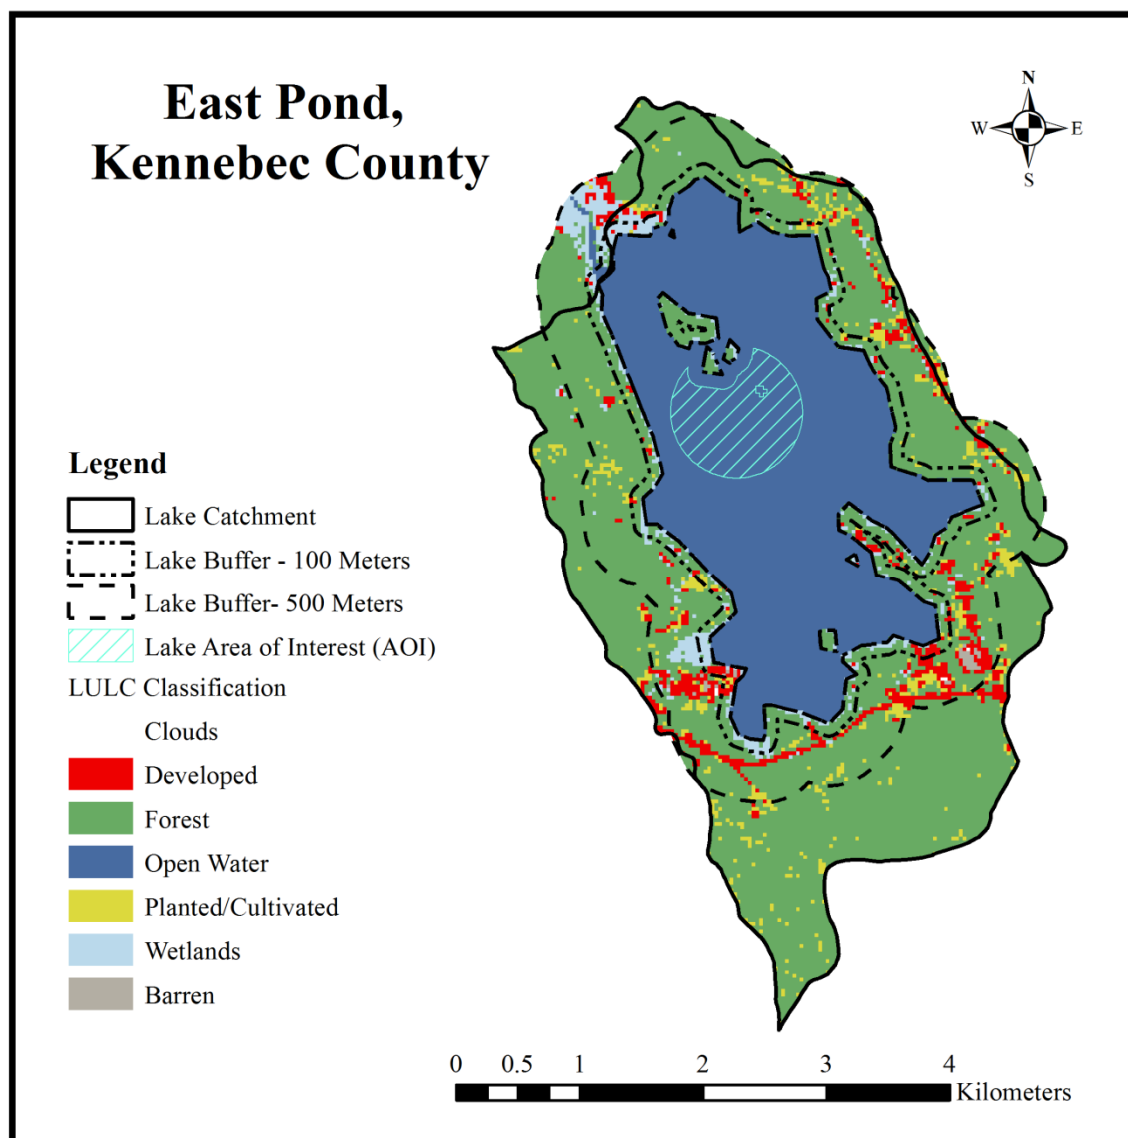 East Pond,
Kennebec County
N
W E
S
Legend
Lake Catchment
Lake Buffer - 100 Meters
Lake Buffer- 500 Meters
Lake Area of Interest (AOI)
LULC Classification
Clouds
Developed
Forest
Open Water
Planted/Cultivated
Wetlands
Barren
0 0.5 1 2 3 4
Kilometers